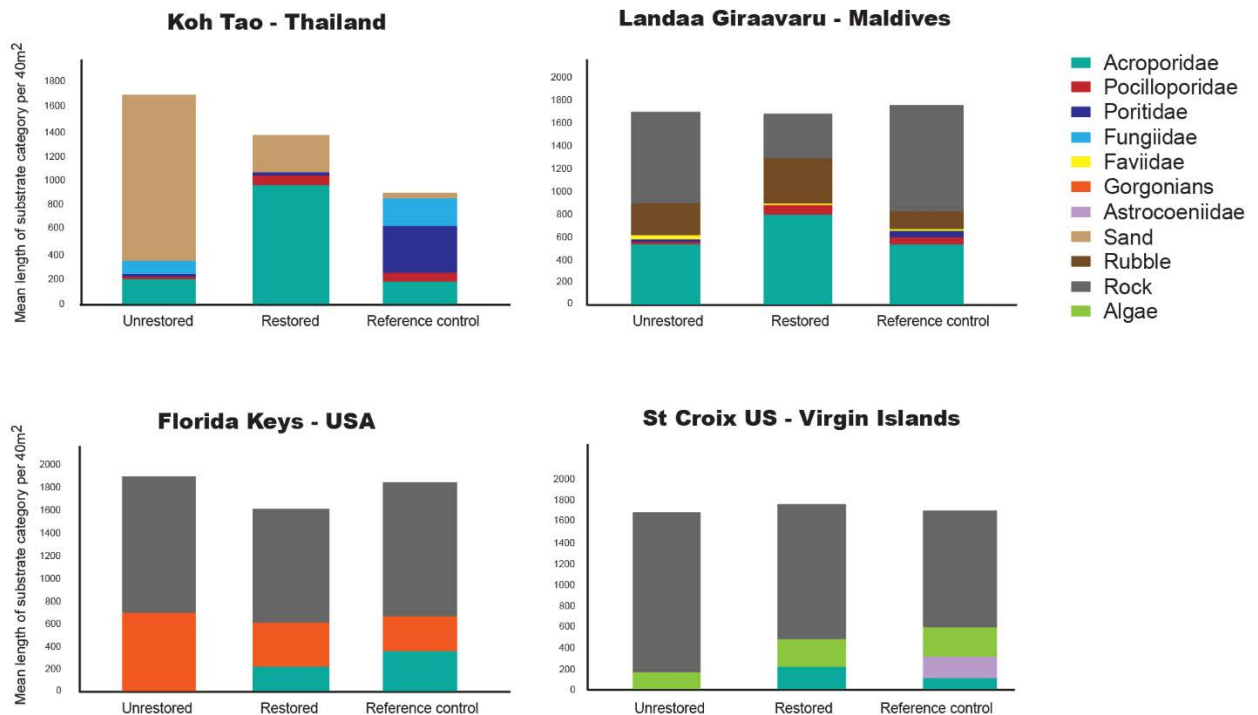 Koh Tao - Thailand
Mean length of substrate category per 40m²
1800
1600
1400
1200
1000
800
600
400
200
0
Unrestored Restored Reference control
Landaa Giraavaru - Maldives
2000
1800
1600
1400
1200
1000
800
600
400
200
0
Unrestored Restored Reference control
Acroporidae
Pocilloporidae
Poritidae
Fungiidae
Faviidae
Gorgonians
Astrocoeniidae
Sand
Rubble
Rock
Algae
Florida Keys - USA
Mean length of substrate category per 40m²
2000
1800
1600
1400
1200
1000
800
600
400
200
0
Unrestored Restored Reference control
St Croix US - Virgin Islands
2000
1800
1600
1400
1200
1000
800
600
400
200
0
Unrestored Restored Reference control